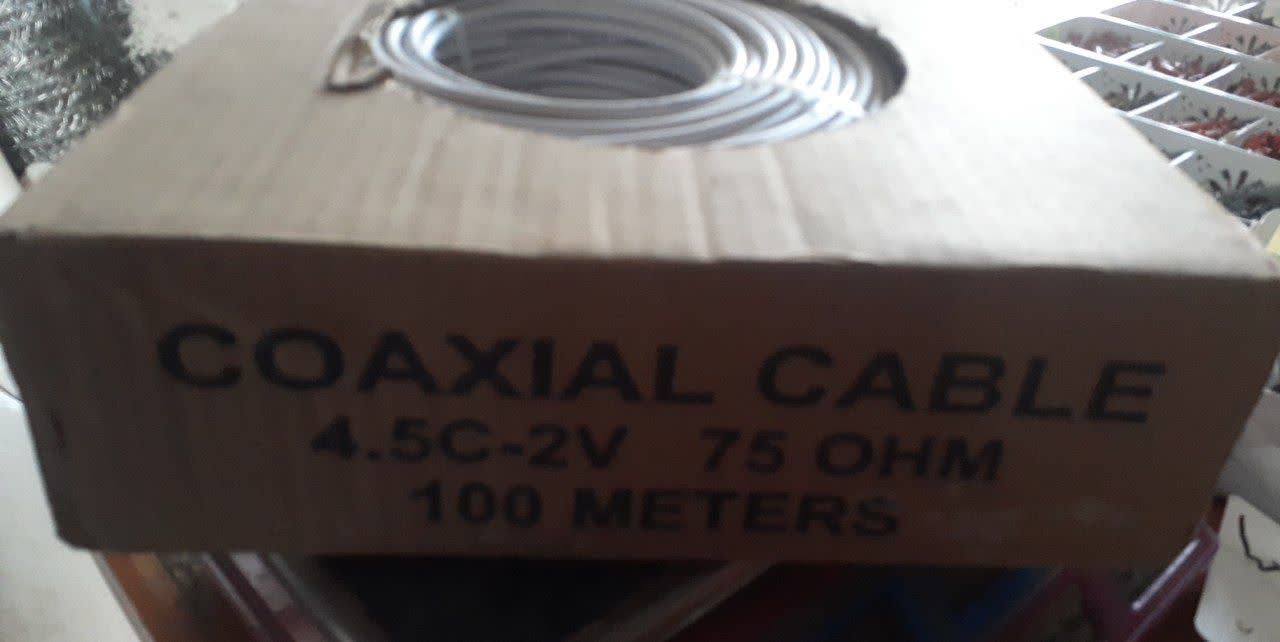 COAXIAL CABLE
4.5C-2V 75 OHM
100 METERS